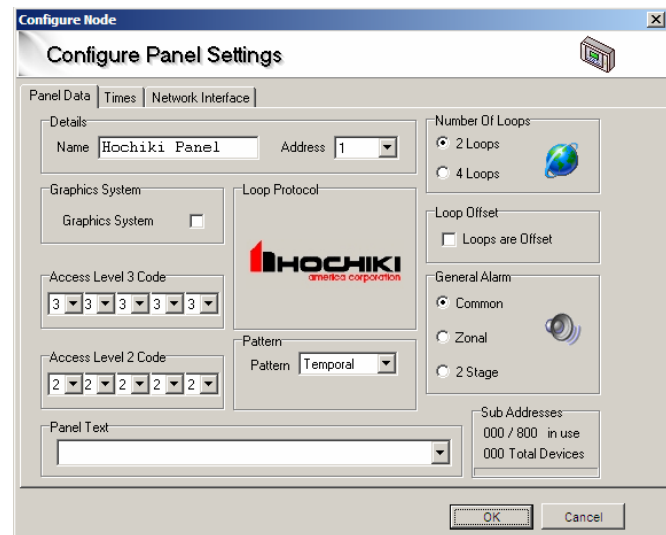 Configure Node
Configure Panel Settings
Panel Data Times Network Interface
Details
Name Hochiki Panel Address 1
Number Of Loops
2 Loops
4 Loops
Graphics System
Graphics System
Loop Protocol
HOCHIKI
america corporation
Loop Offset
Loops are Offset
Access Level 3 Code
3 3 3 3 3
General Alarm
Common
Zonal
2 Stage
Access Level 2 Code
2 2 2 2 2
Pattern
Pattern Temporal
Panel Text
Sub Addresses
000 / 800 in use
000 Total Devices
OK Cancel